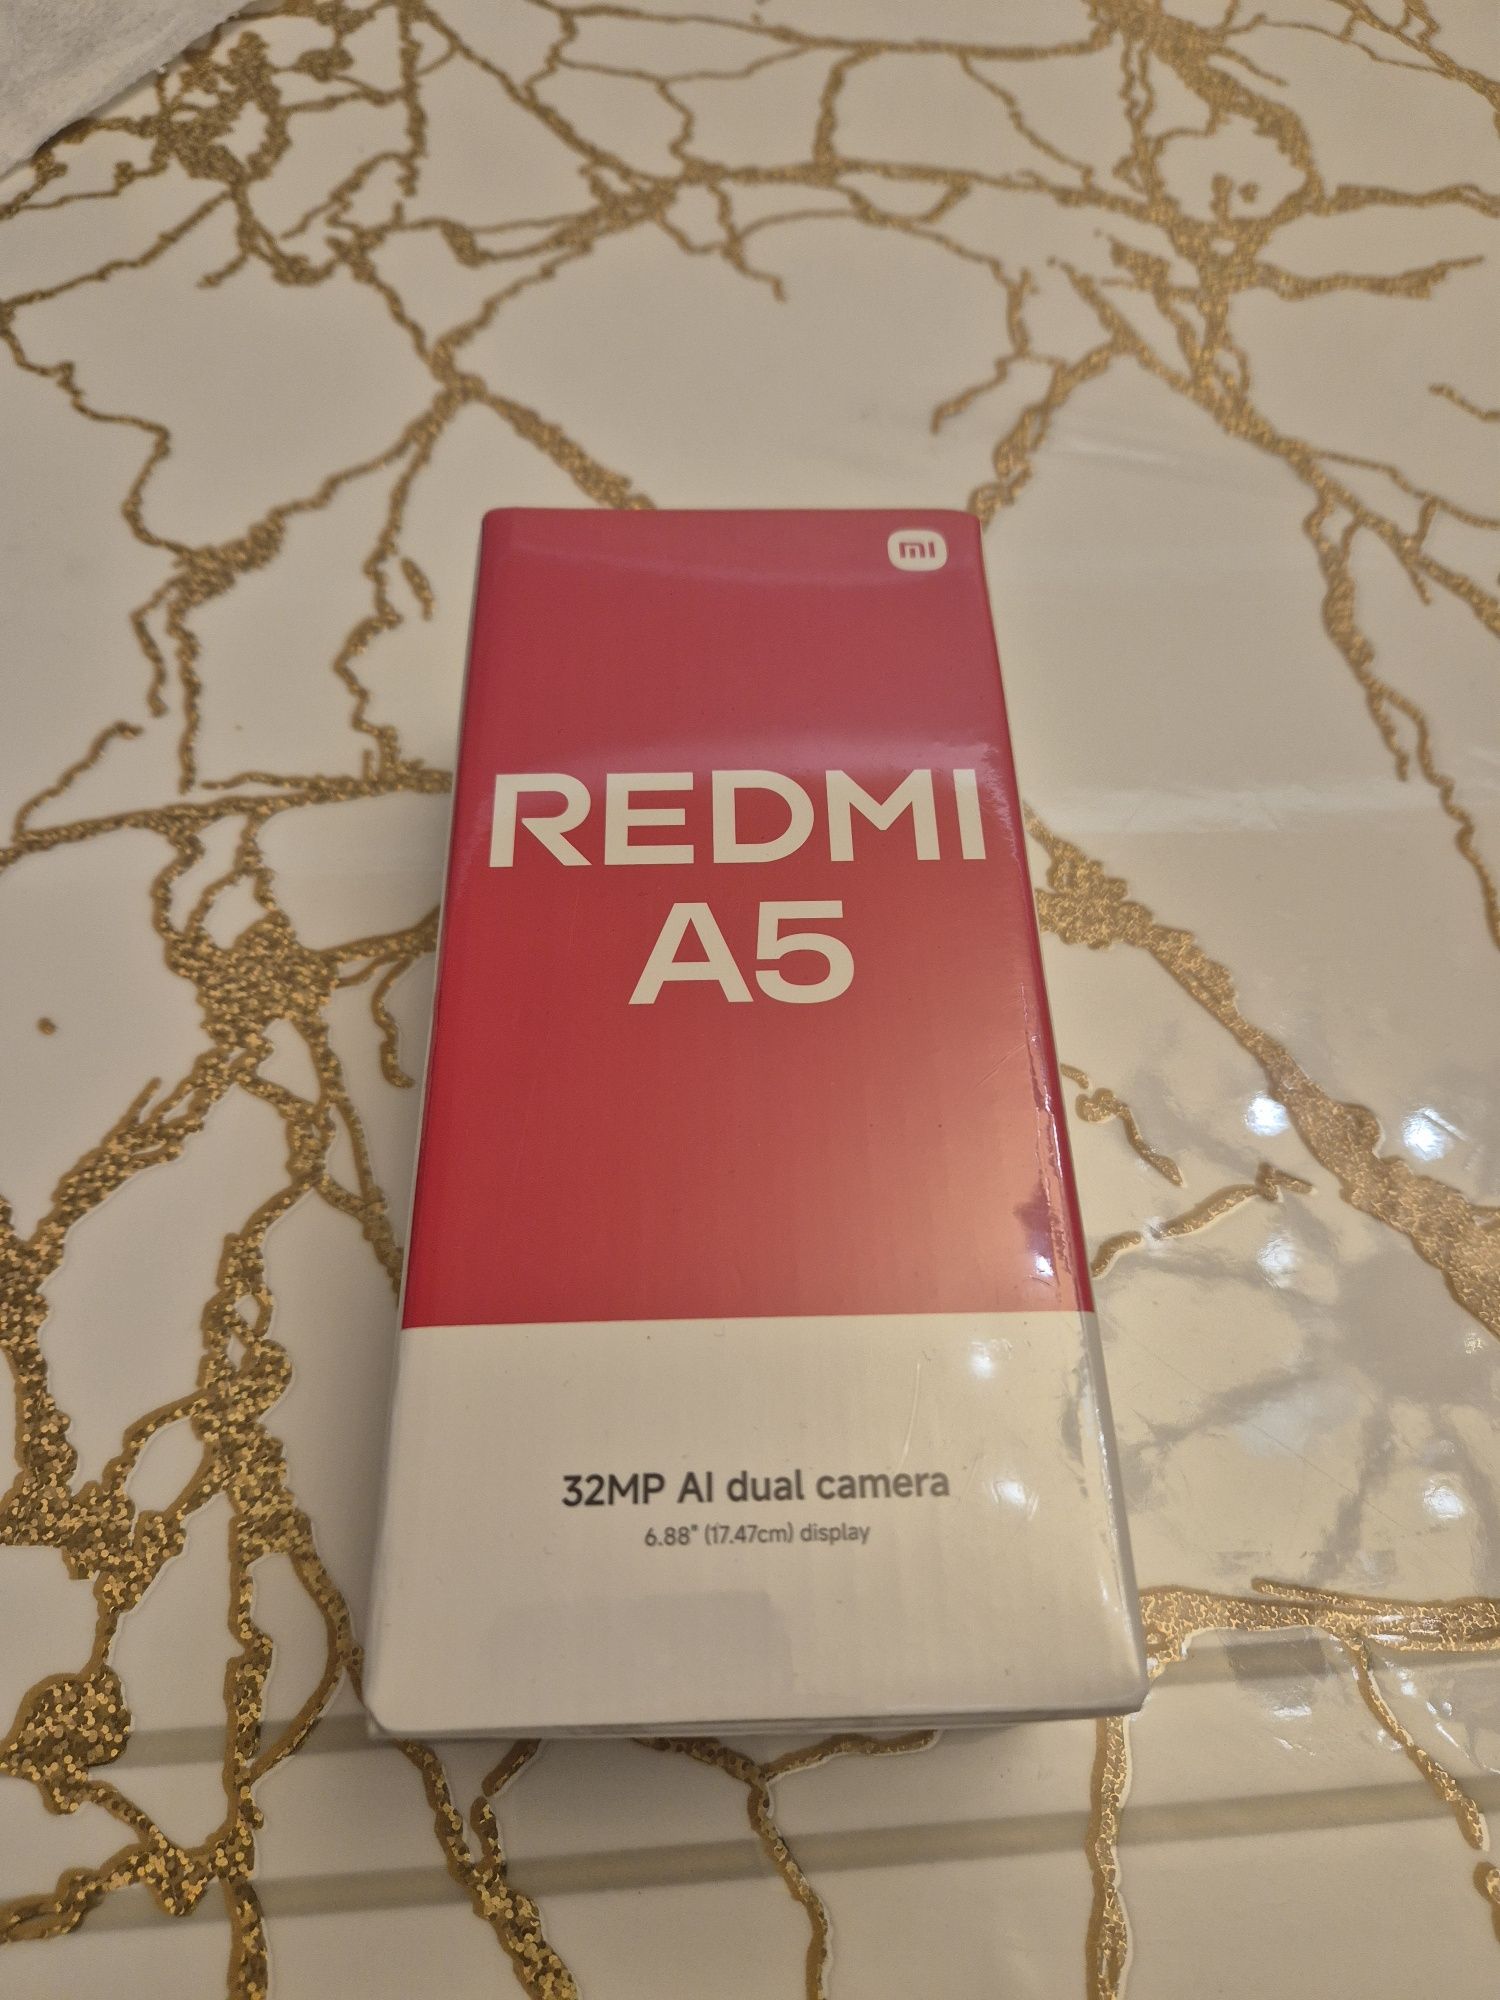 mi
REDMI
A5
32MP AI dual camera
6.88" (17.47cm) display